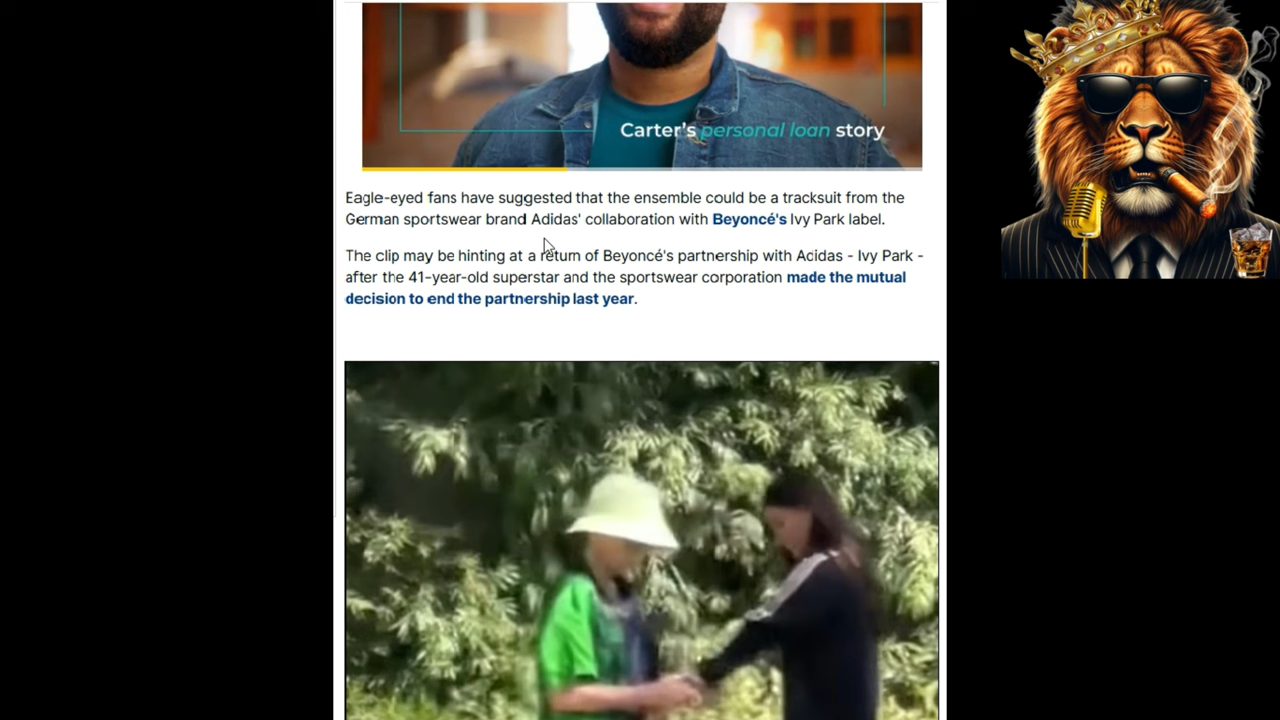 Carter's personal loan story
Eagle-eyed fans have suggested that the ensemble could be a tracksuit from the
German sportswear brand Adidas' collaboration with Beyoncé's Ivy Park label.
The clip may be hinting at a return of Beyoncé's partnership with Adidas - Ivy Park -
after the 41-year-old superstar and the sportswear corporation made the mutual
decision to end the partnership last year.